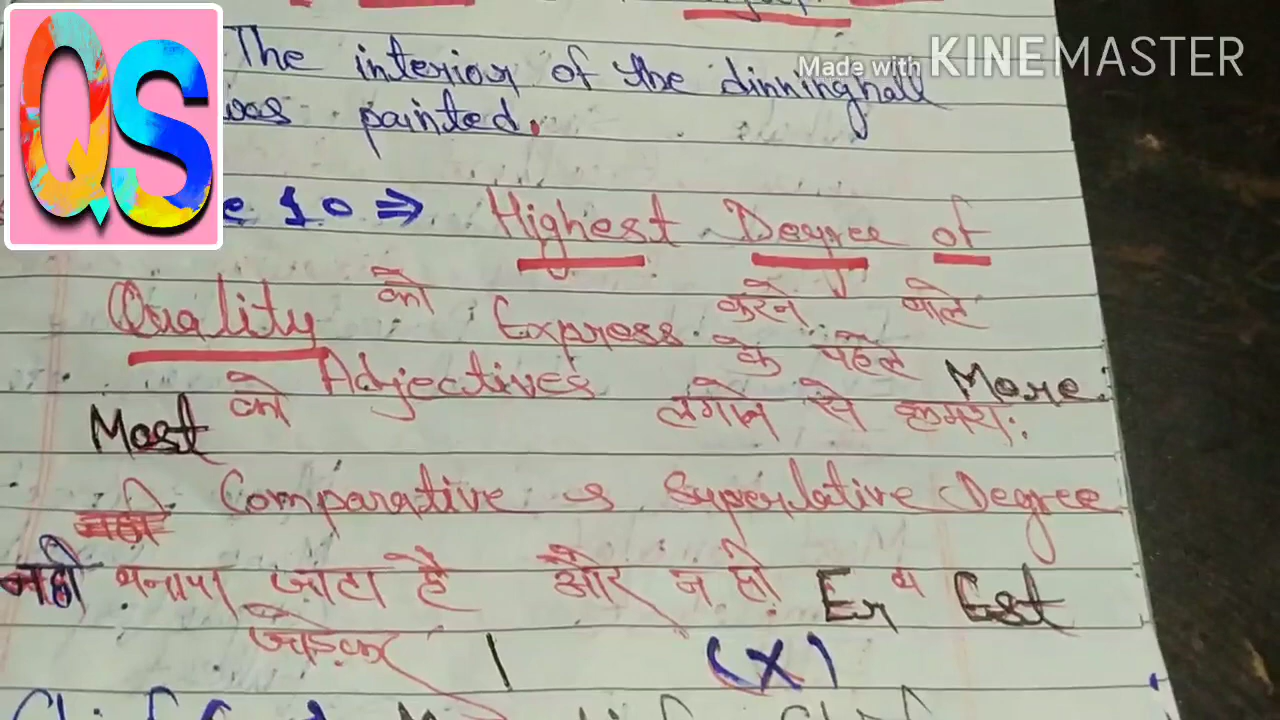 QS
Made with KINEMASTER
The interior of the dinninghall
was painted.
e 10 ⇒ Highest Degree of
Quality को Express करने वाले
Adjectives के पहले More
Most को लगाने से क्रमशः
Comparative & Superlative Degree
नही बनाया जाता है और न ही Er व Est
जोड़कर | (X)